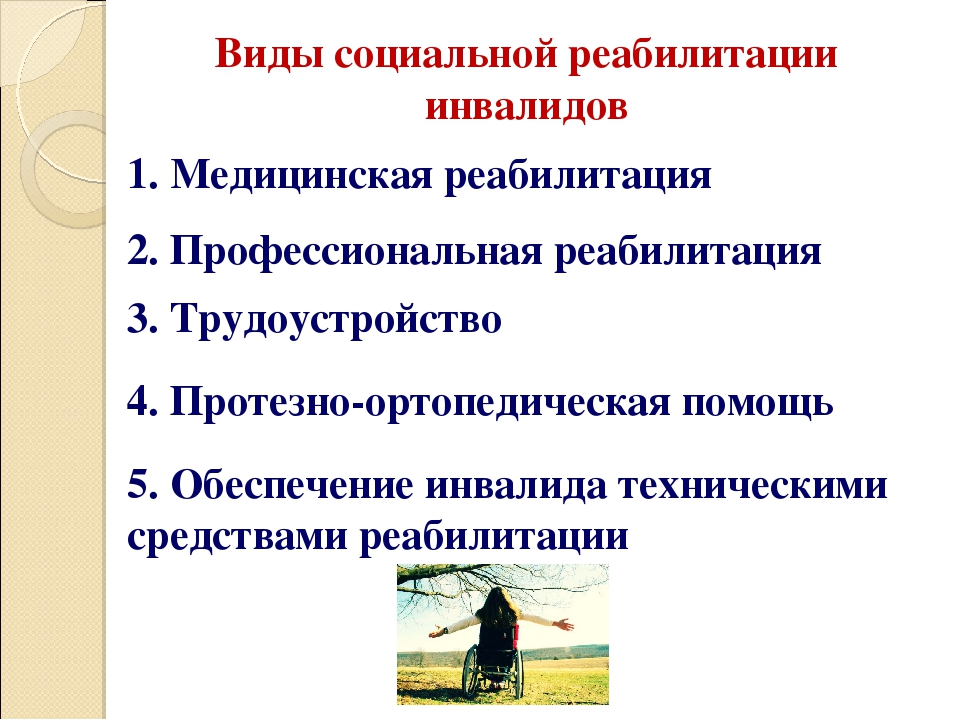 Виды социальной реабилитации
инвалидов
1. Медицинская реабилитация
2. Профессиональная реабилитация
3. Трудоустройство
4. Протезно-ортопедическая помощь
5. Обеспечение инвалида техническими
средствами реабилитации